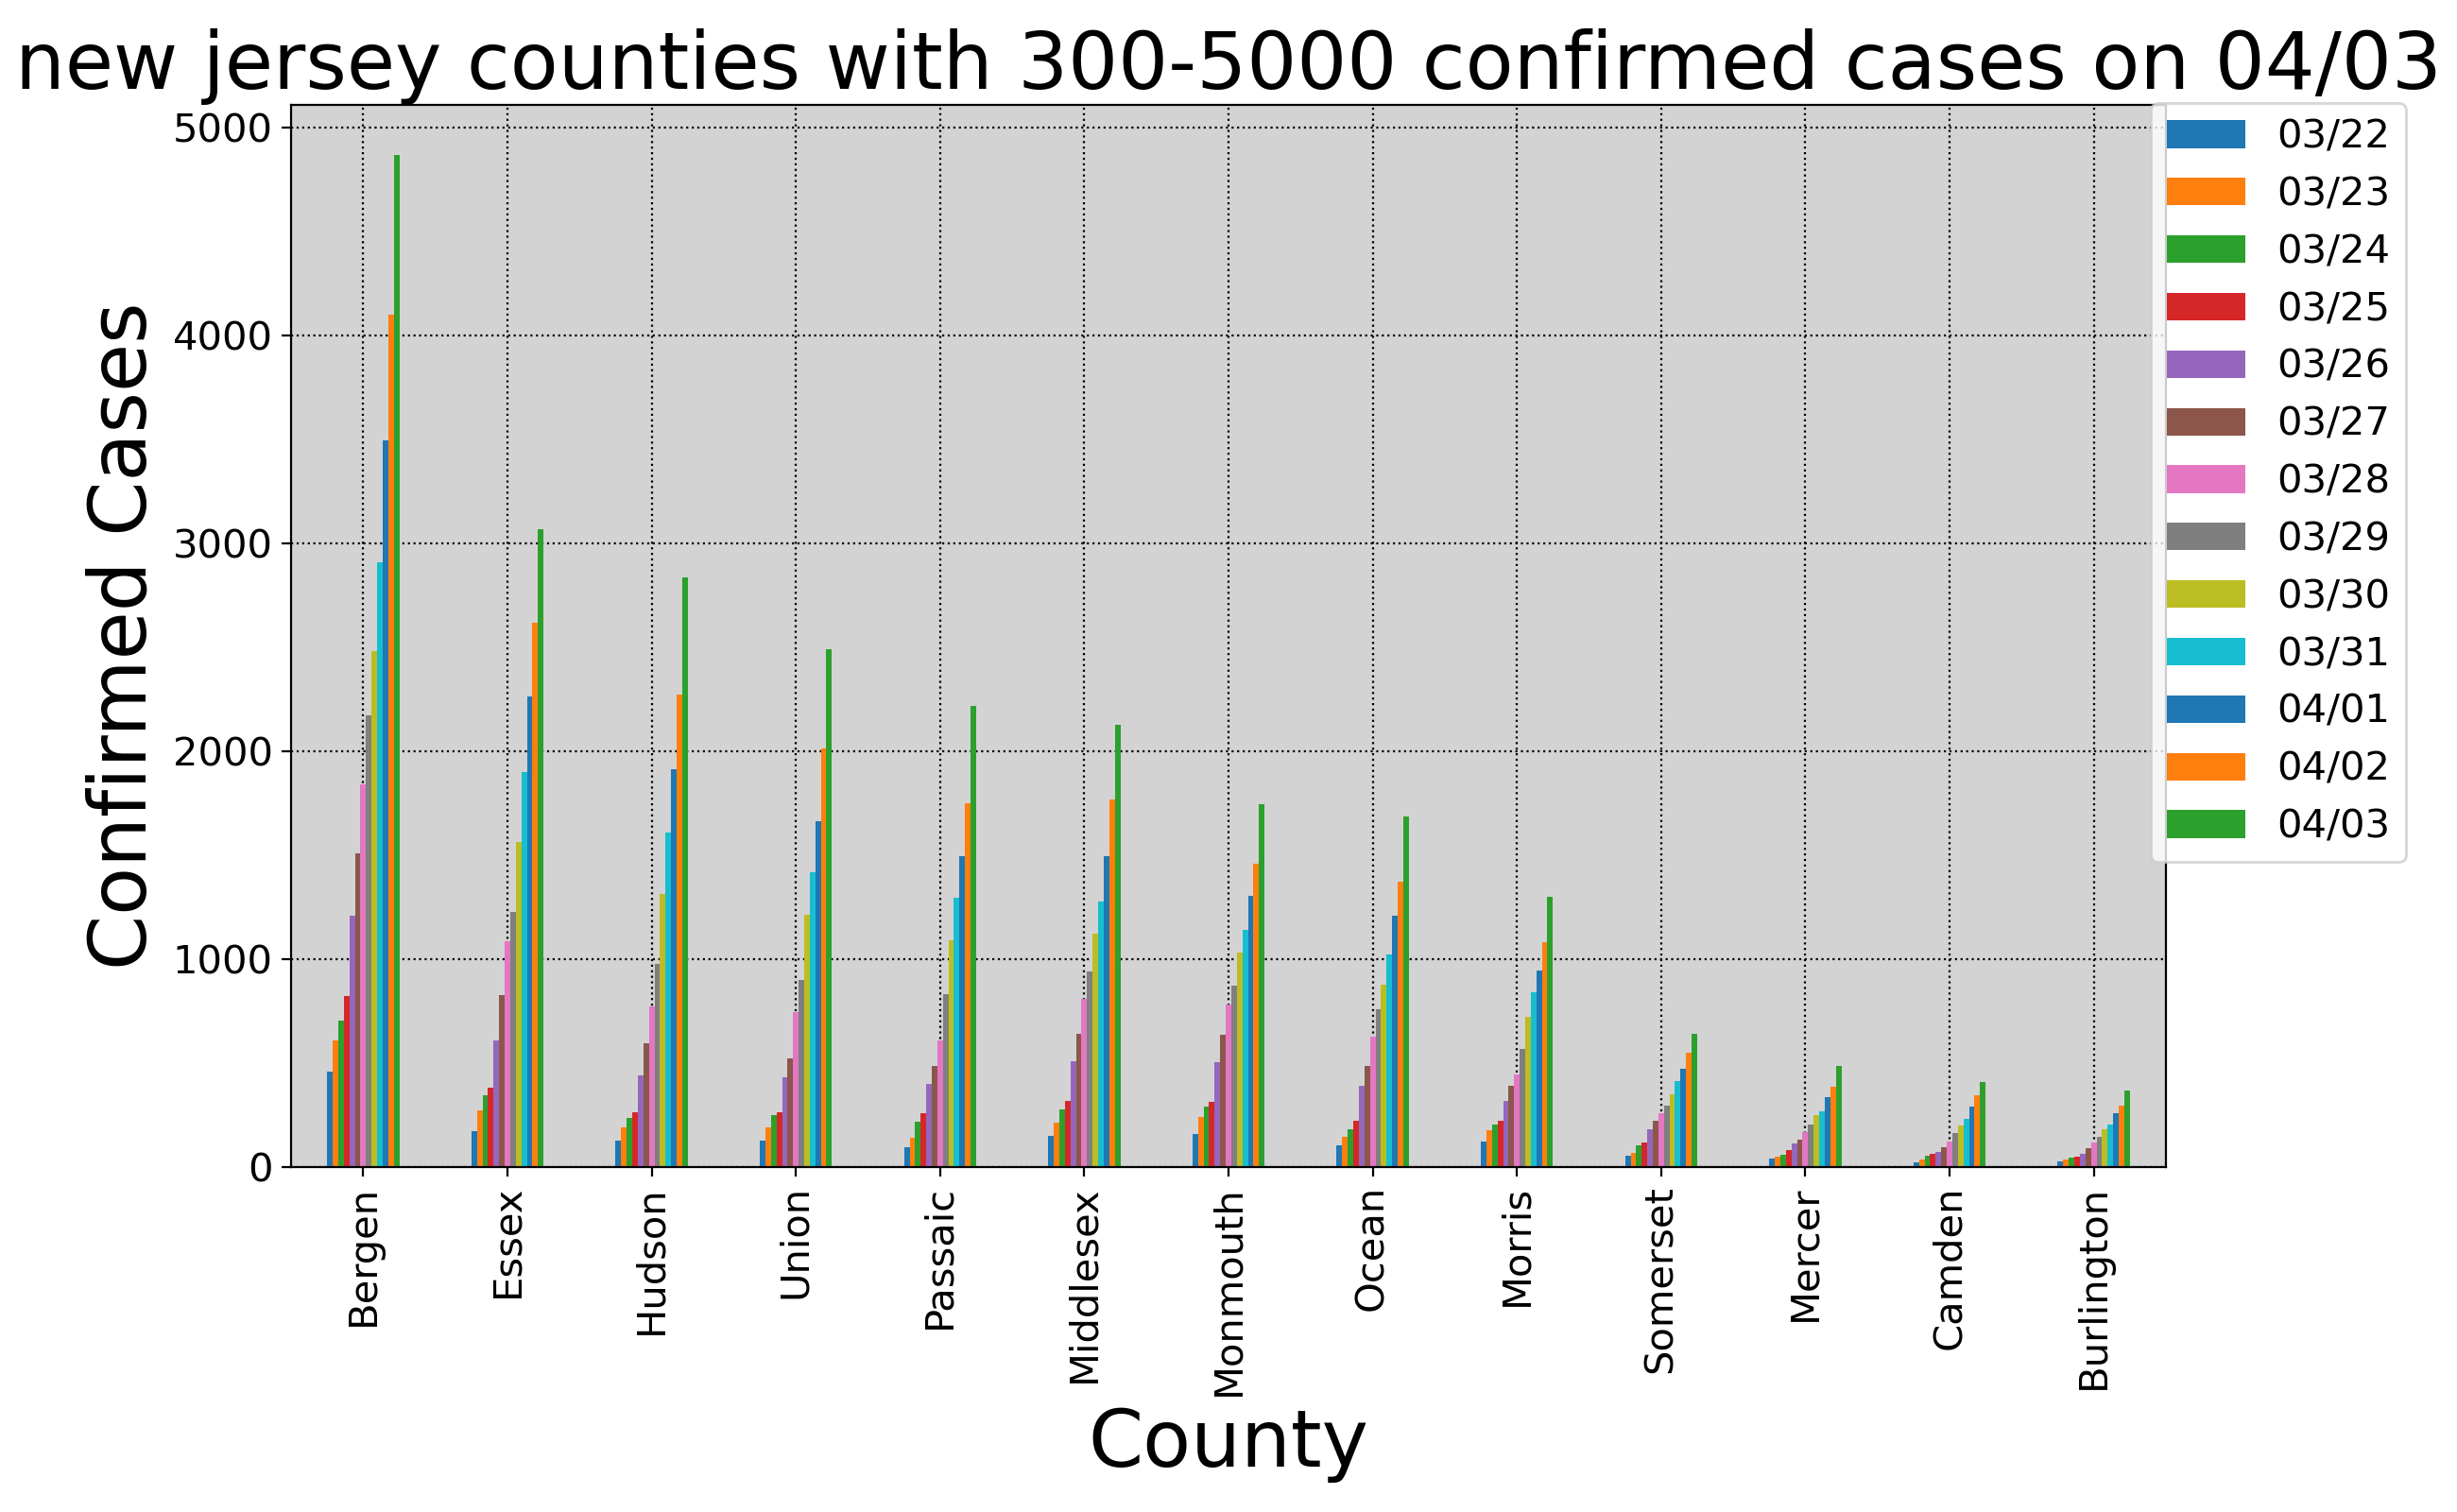 new jersey counties with 300-5000 confirmed cases on 04/03
Confirmed Cases
5000
4000
3000
2000
1000
0
03/22
03/23
03/24
03/25
03/26
03/27
03/28
03/29
03/30
03/31
04/01
04/02
04/03
Bergen
Essex
Hudson
Union
Passaic
Middlesex
Monmouth
Ocean
Morris
Somerset
Mercer
Camden
Burlington
County